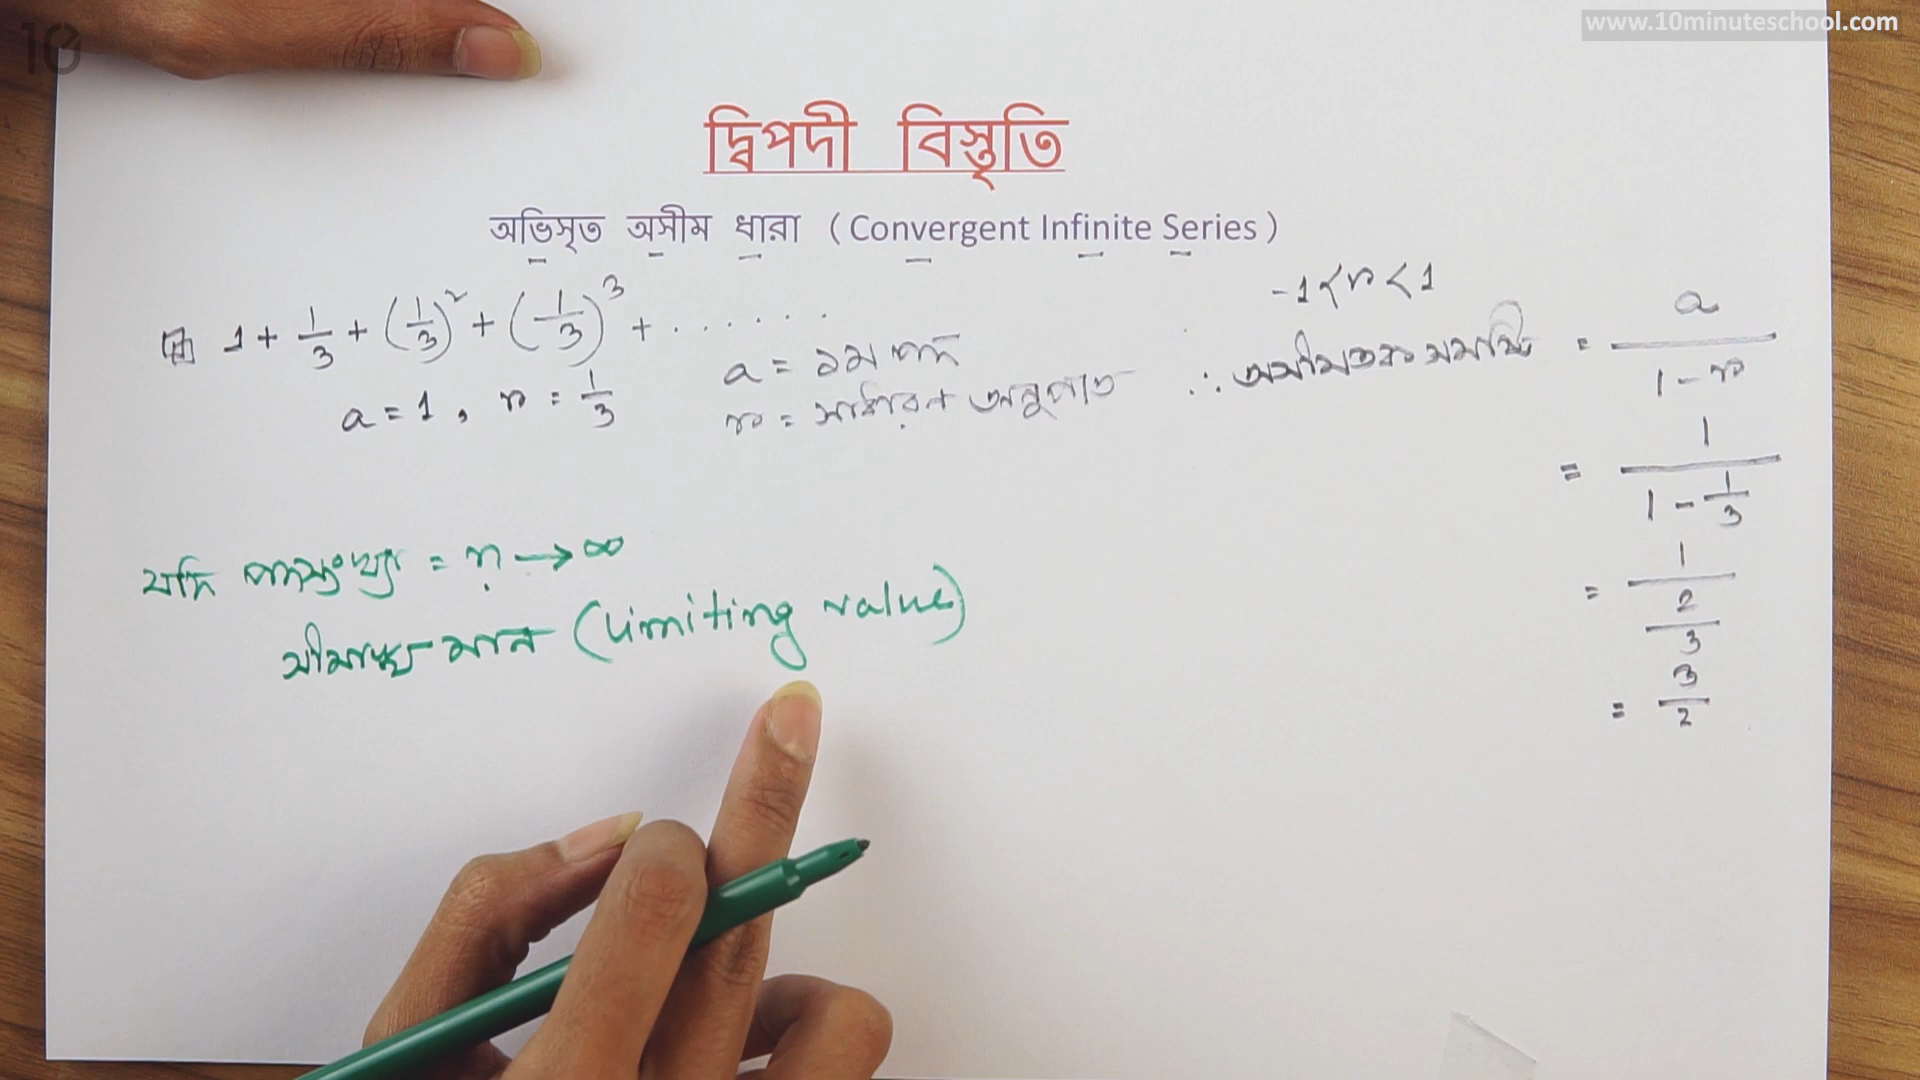 10
www.10minuteschool.com
দ্বিপদী বিস্তৃতি
অভিসৃত অসীম ধারা ( Convergent Infinite Series )
1 + 1/3 + (1/3)² + (1/3)³ + . . . . . .
a = 1 , r = 1/3
a = ১ম পদ
r = সাধারণ অনুপাত
-1 < r < 1
∴ অসীমতক সমষ্টি = a / (1 - r)
= 1 / (1 - 1/3)
= 1 / (2/3)
= 3/2
যদি পদসংখ্যা = n → ∞
সীমাস্থ মান (Limiting value)